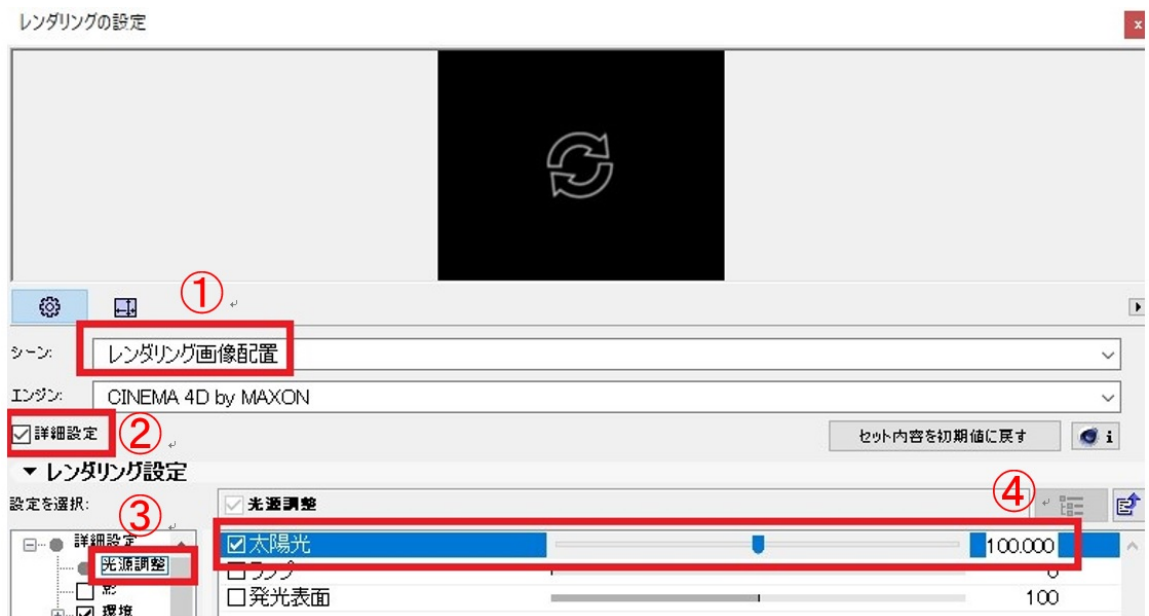 レンダリングの設定
x
①
シーン: レンダリング画像配置
エンジン: CINEMA 4D by MAXON
詳細設定 ② セット内容を初期値に戻す i
レンダリング設定
設定を選択: ③ 光源調整 ④
詳細設定 太陽光 100.000
光源調整 ランプ 0
影 発光表面 100
環境